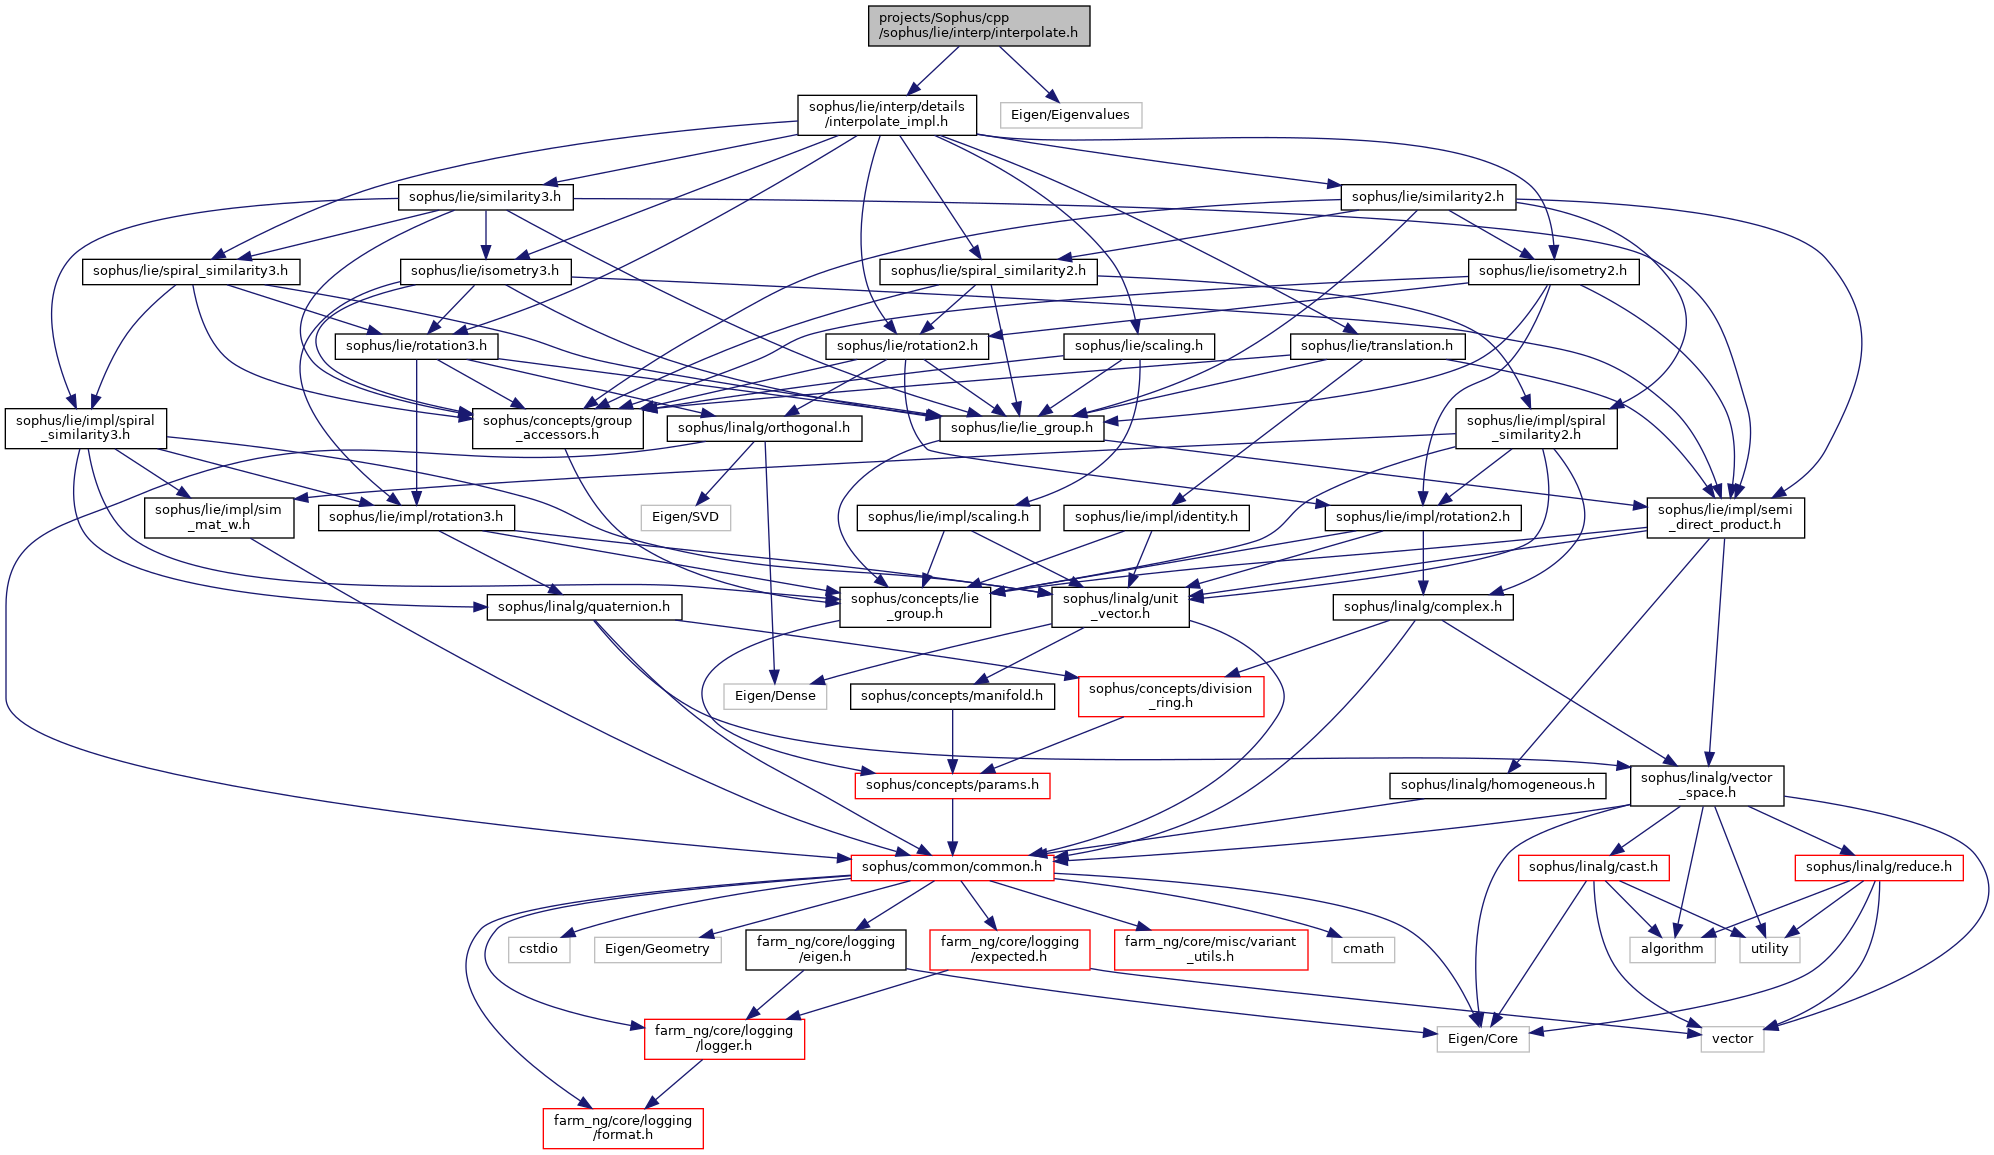 projects/Sophus/cpp
/sophus/lie/interp/interpolate.h
sophus/lie/interp/details
/interpolate_impl.h
Eigen/Eigenvalues
sophus/lie/similarity3.h
sophus/lie/similarity2.h
sophus/lie/spiral_similarity3.h
sophus/lie/isometry3.h
sophus/lie/spiral_similarity2.h
sophus/lie/isometry2.h
sophus/lie/rotation3.h
sophus/lie/rotation2.h
sophus/lie/scaling.h
sophus/lie/translation.h
sophus/lie/impl/spiral
_similarity3.h
sophus/concepts/group
_accessors.h
sophus/linalg/orthogonal.h
sophus/lie/lie_group.h
sophus/lie/impl/spiral
_similarity2.h
sophus/lie/impl/sim
_mat_w.h
sophus/lie/impl/rotation3.h
Eigen/SVD
sophus/lie/impl/scaling.h
sophus/lie/impl/identity.h
sophus/lie/impl/rotation2.h
sophus/lie/impl/semi
_direct_product.h
sophus/linalg/quaternion.h
sophus/concepts/lie
_group.h
sophus/linalg/unit
_vector.h
sophus/linalg/complex.h
Eigen/Dense
sophus/concepts/manifold.h
sophus/concepts/division
_ring.h
sophus/concepts/params.h
sophus/linalg/homogeneous.h
sophus/linalg/vector
_space.h
sophus/common/common.h
sophus/linalg/cast.h
sophus/linalg/reduce.h
cstdio
Eigen/Geometry
farm_ng/core/logging
/eigen.h
farm_ng/core/logging
/expected.h
farm_ng/core/misc/variant
_utils.h
cmath
algorithm
utility
farm_ng/core/logging
/logger.h
Eigen/Core
vector
farm_ng/core/logging
/format.h